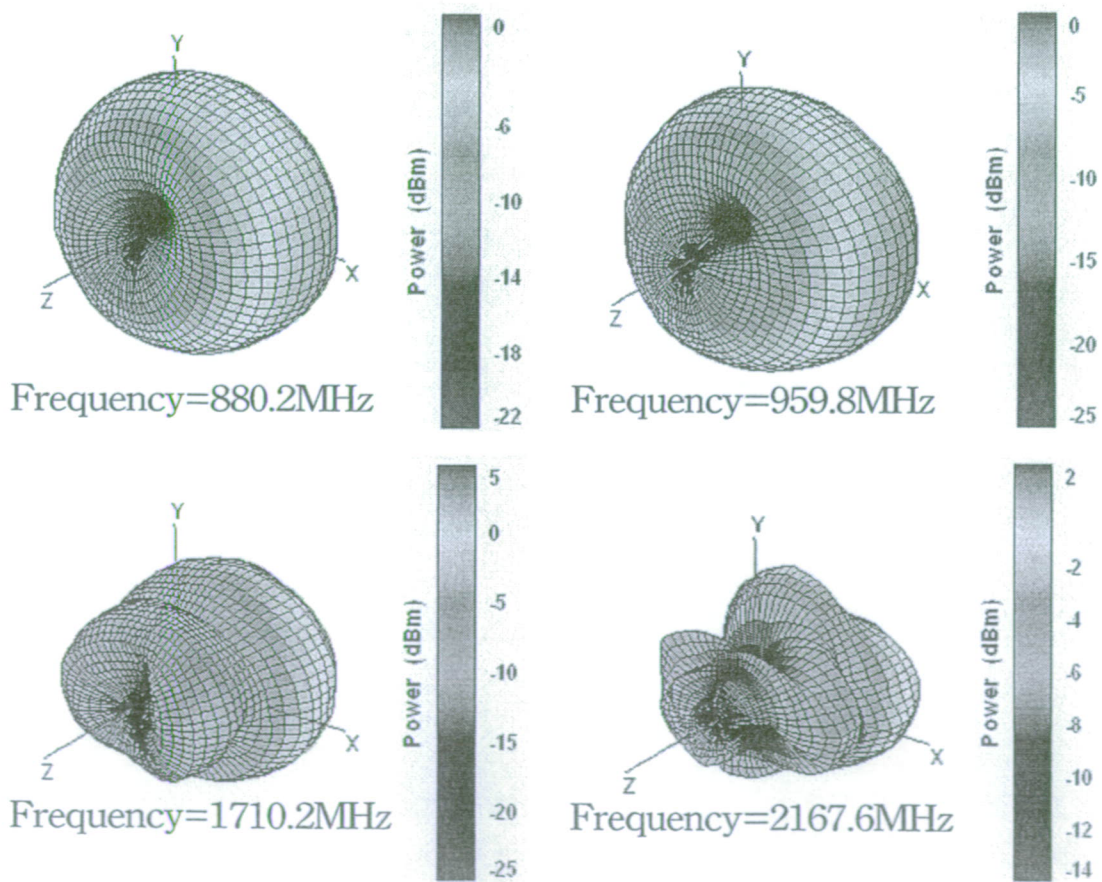 0
-6
-10
-14
-18
-22
Power (dBm)
Y
X
Z
Frequency=880.2MHz
0
-5
-10
-15
-20
-25
Power (dBm)
Y
X
Z
Frequency=959.8MHz
5
0
-5
-10
-15
-20
-25
Power (dBm)
Y
X
Z
Frequency=1710.2MHz
2
-2
-4
-6
-8
-10
-12
-14
Power (dBm)
Y
X
Z
Frequency=2167.6MHz